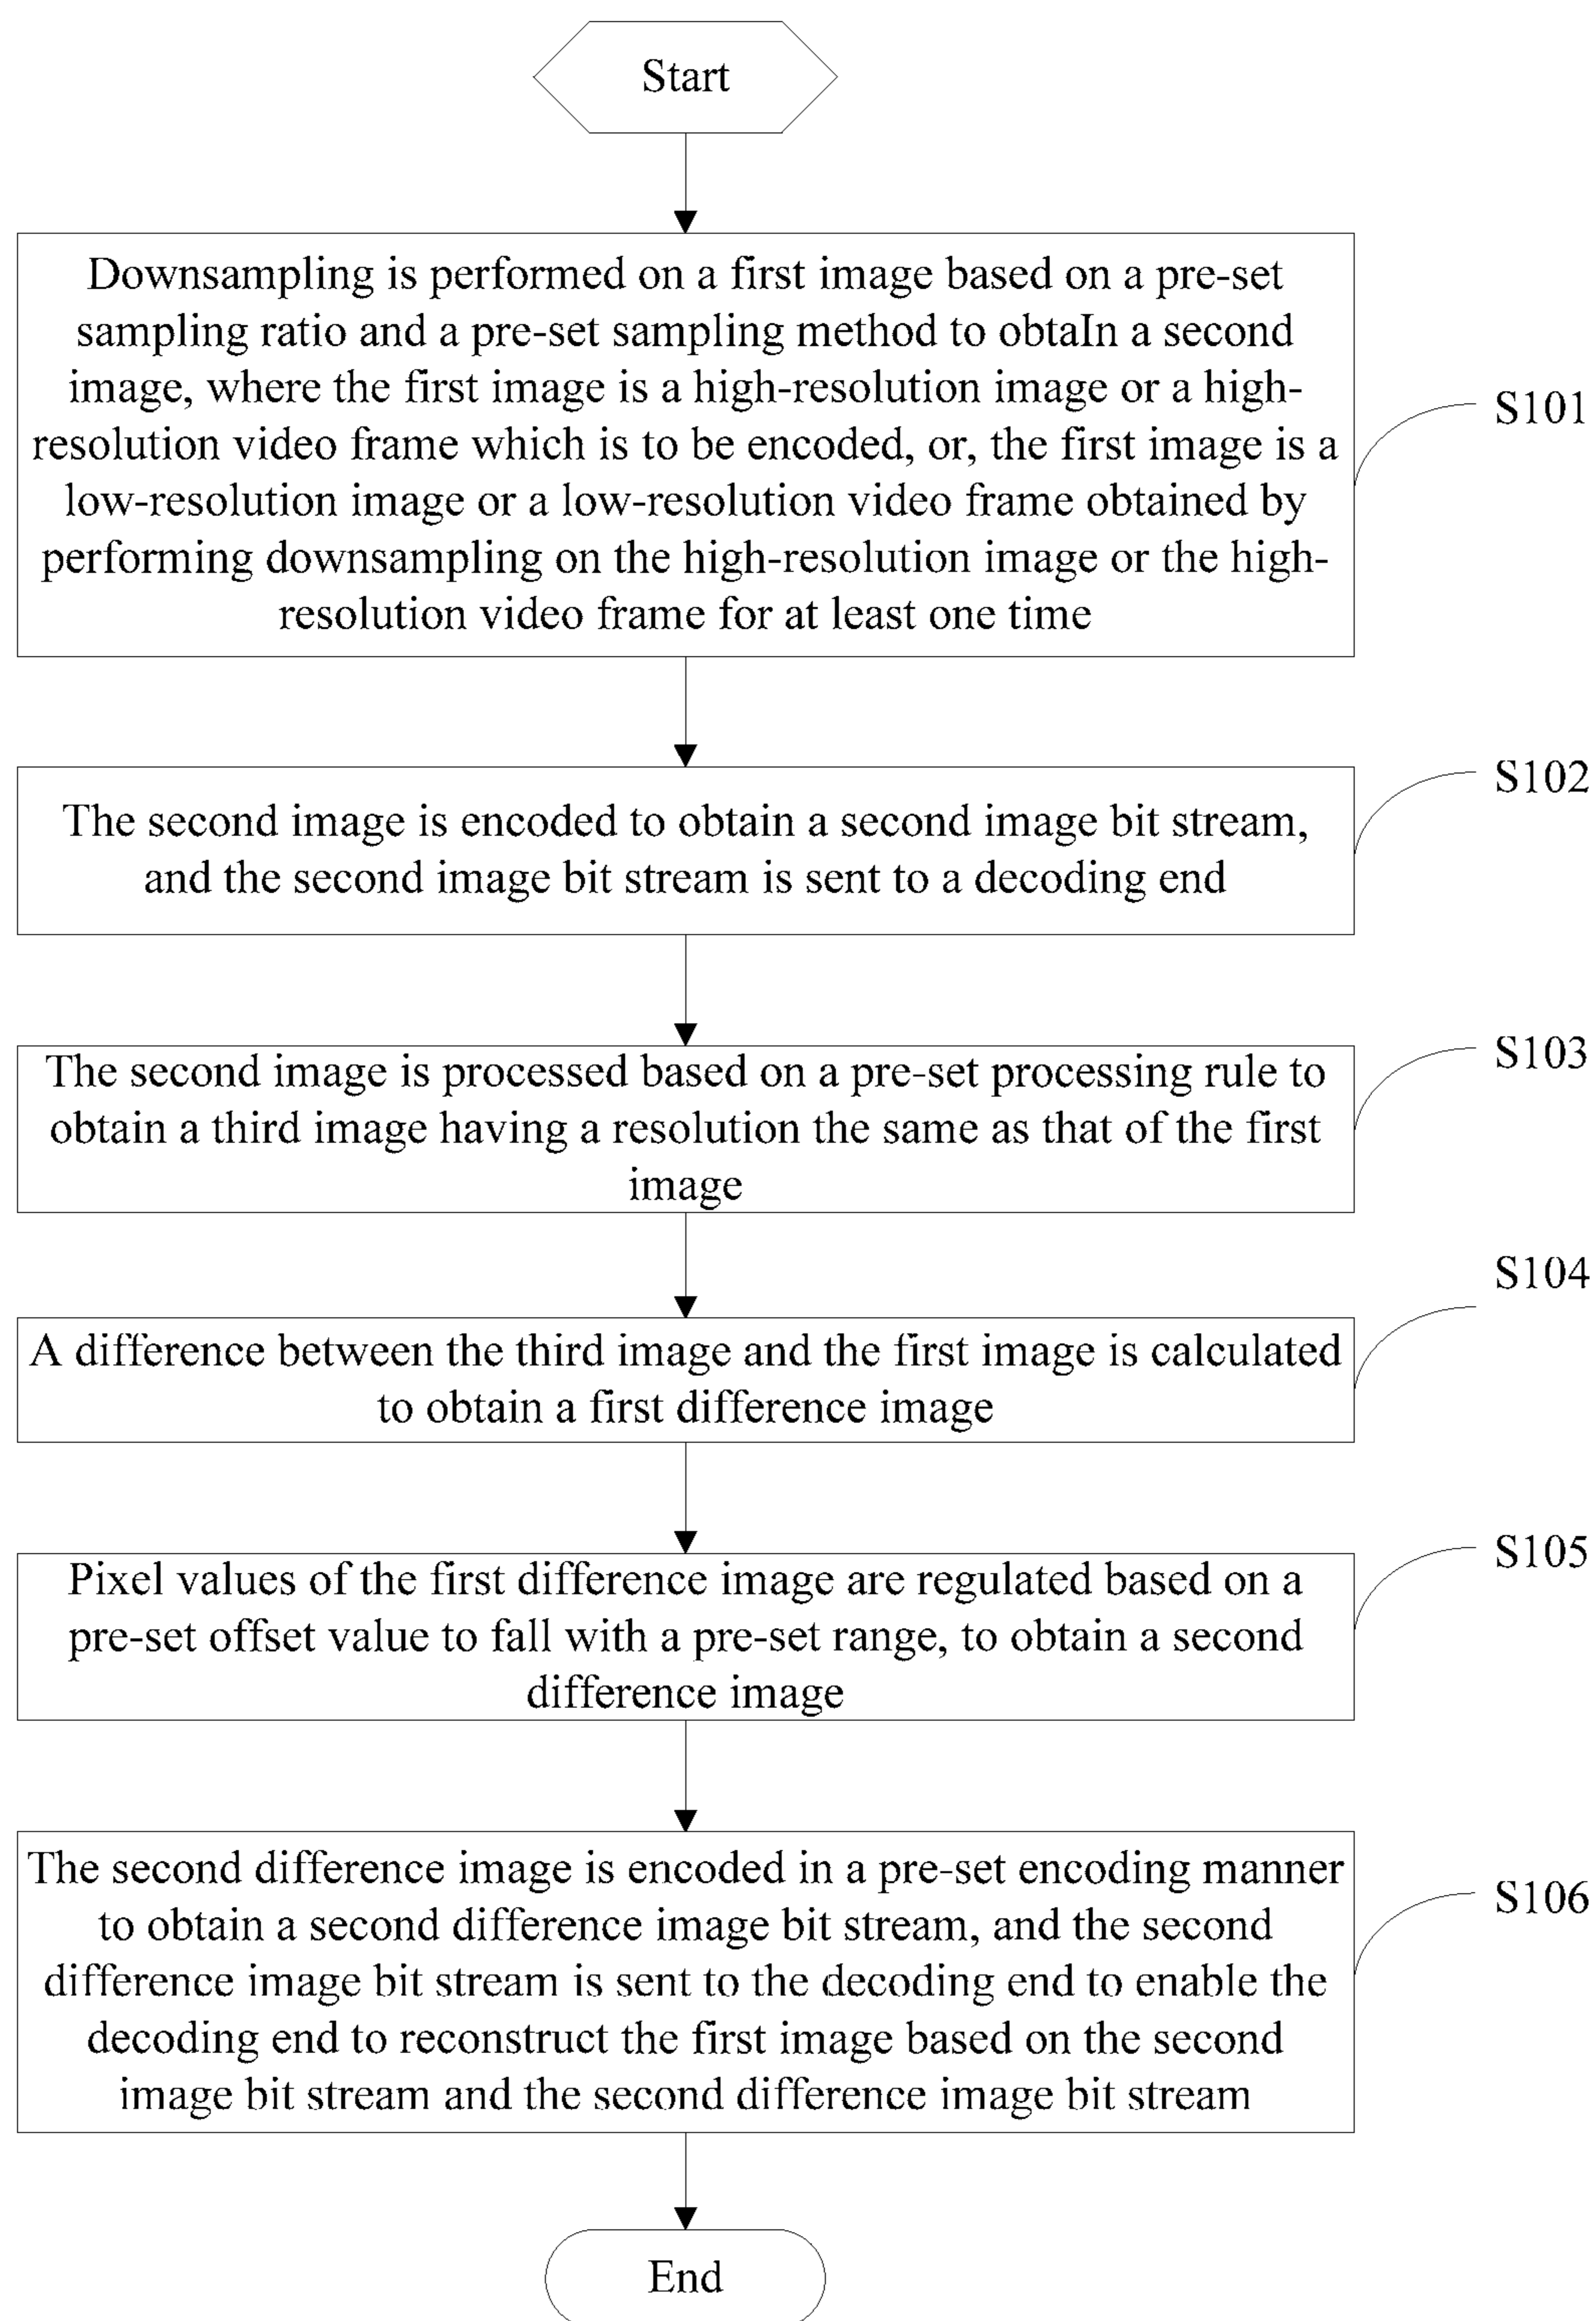 Start
Downsampling is performed on a first image based on a pre-set
sampling ratio and a pre-set sampling method to obtaIn a second
image, where the first image is a high-resolution image or a high-
resolution video frame which is to be encoded, or, the first image is a
low-resolution image or a low-resolution video frame obtained by
performing downsampling on the high-resolution image or the high-
resolution video frame for at least one time
S101
The second image is encoded to obtain a second image bit stream,
and the second image bit stream is sent to a decoding end
S102
The second image is processed based on a pre-set processing rule to
obtain a third image having a resolution the same as that of the first
image
S103
A difference between the third image and the first image is calculated
to obtain a first difference image
S104
Pixel values of the first difference image are regulated based on a
pre-set offset value to fall with a pre-set range, to obtain a second
difference image
S105
The second difference image is encoded in a pre-set encoding manner
to obtain a second difference image bit stream, and the second
difference image bit stream is sent to the decoding end to enable the
decoding end to reconstruct the first image based on the second
image bit stream and the second difference image bit stream
S106
End